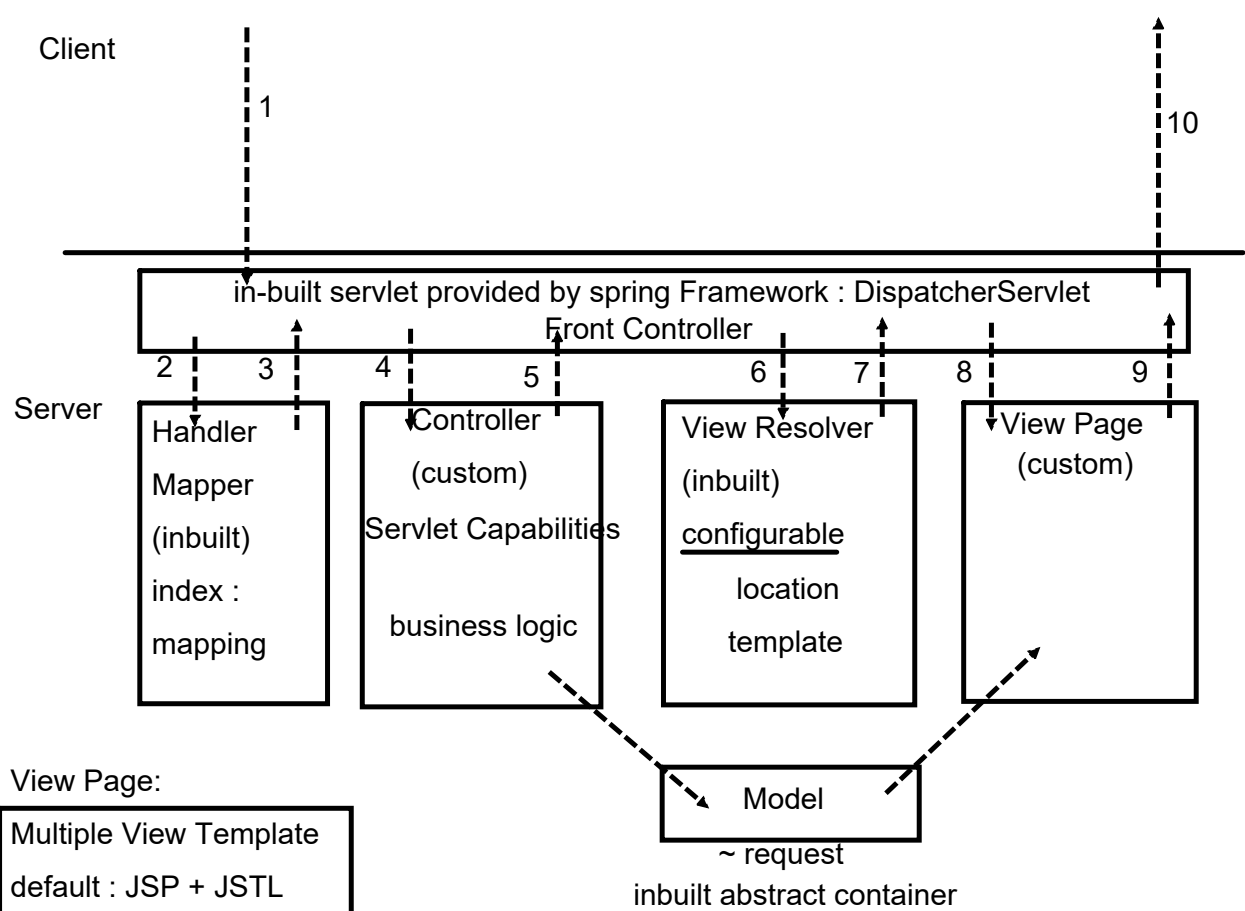 Client
1
10
in-built servlet provided by spring Framework : DispatcherServlet
Front Controller
2
3
4
5
6
7
8
9
Server
Handler
Mapper
(inbuilt)
index :
mapping
Controller
(custom)
Servlet Capabilities
business logic
View Resolver
(inbuilt)
configurable
location
template
View Page
(custom)
Model
~ request
inbuilt abstract container
View Page:
Multiple View Template
default : JSP + JSTL